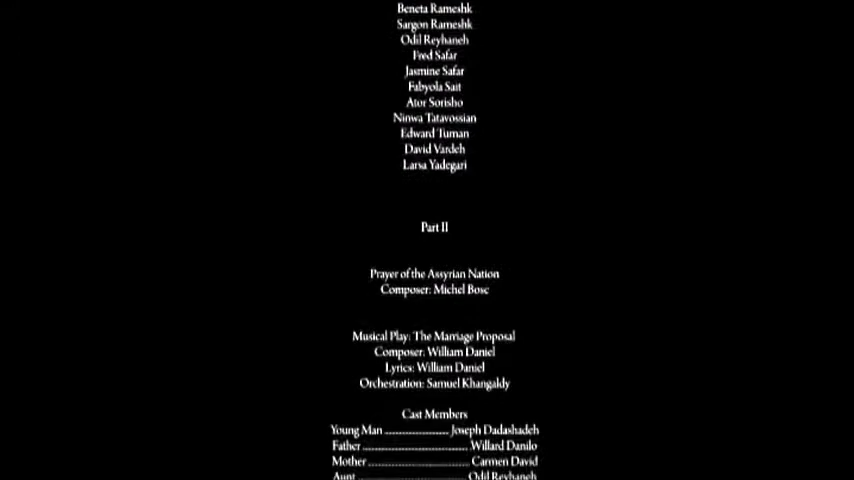 Beneta Rameshk
Sargon Rameshk
Odil Reyhaneh
Fred Safar
Jasmine Safar
Fabyola Sait
Ator Sorisho
Ninwa Tatavossian
Edward Tuman
David Vardeh
Larsa Yadegari
Part II
Prayer of the Assyrian Nation
Composer: Michel Bosc
Musical Play: The Marriage Proposal
Composer: William Daniel
Lyrics: William Daniel
Orchestration: Samuel Khangaldy
Cast Members
Young Man ........................ Joseph Dadashadeh
Father ........................................ Willard Danilo
Mother ...................................... Carmen David
Aunt ........................................ Odil Reyhaneh